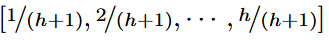 [1/(h+1), 2/(h+1), · · · , h/(h+1)]